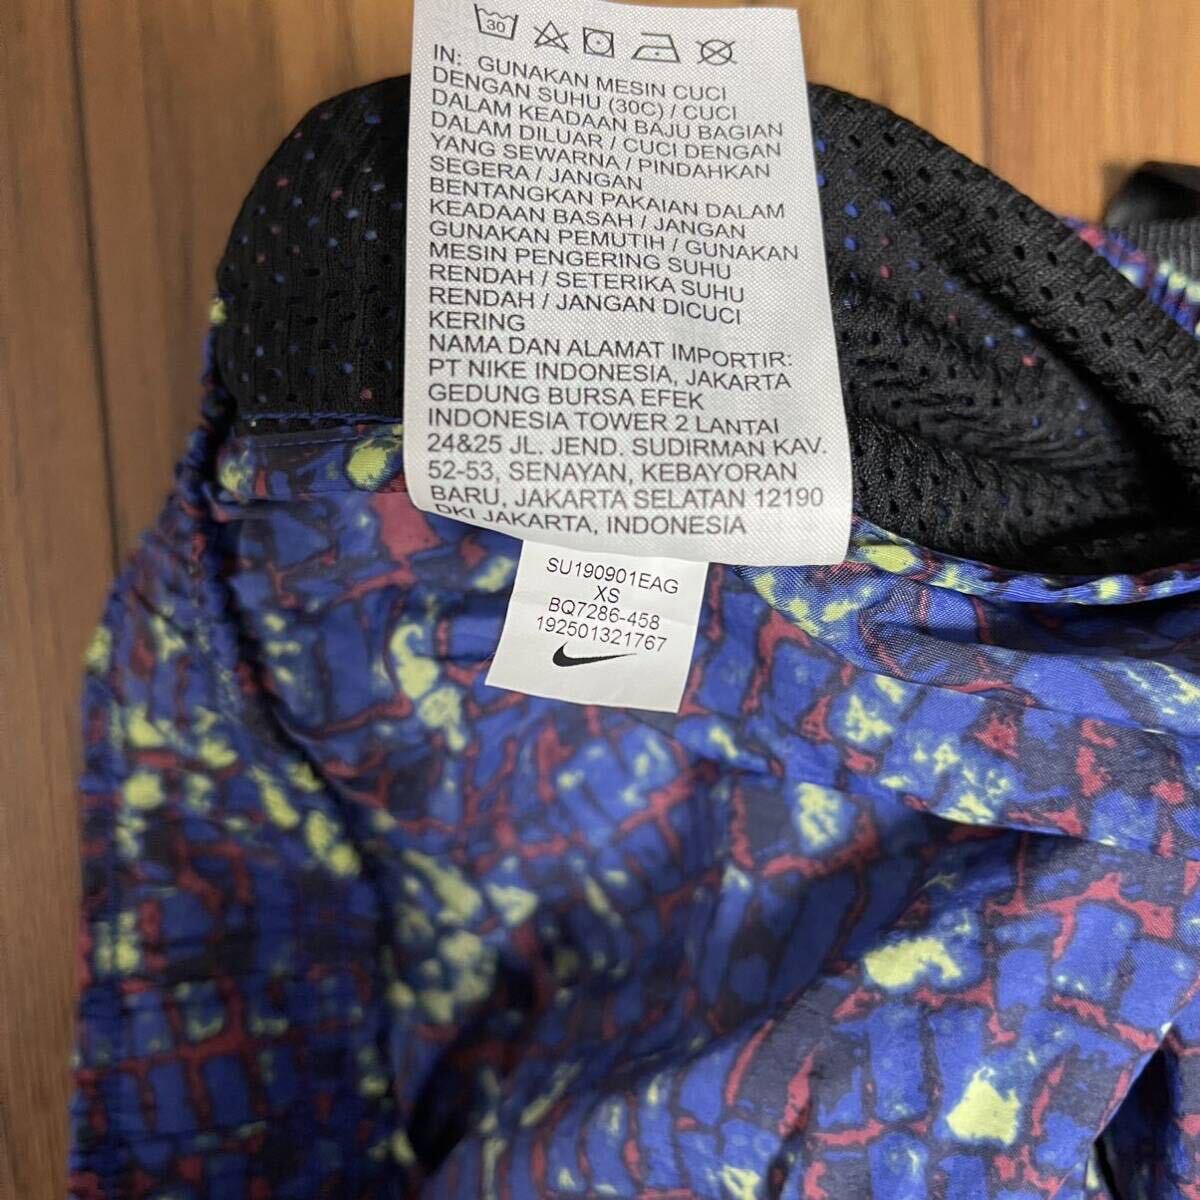 30
IN: GUNAKAN MESIN CUCI
DENGAN SUHU (30C) / CUCI
DALAM KEADAAN BAJU BAGIAN
DALAM DILUAR / CUCI DENGAN
YANG SEWARNA / PINDAHKAN
SEGERA / JANGAN
BENTANGKAN PAKAIAN DALAM
KEADAAN BASAH / JANGAN
GUNAKAN PEMUTIH / GUNAKAN
MESIN PENGERING SUHU
RENDAH / SETERIKA SUHU
RENDAH / JANGAN DICUCI
KERING
NAMA DAN ALAMAT IMPORTIR:
PT NIKE INDONESIA, JAKARTA
GEDUNG BURSA EFEK
INDONESIA TOWER 2 LANTAI
24&25 JL. JEND. SUDIRMAN KAV.
52-53, SENAYAN, KEBAYORAN
BARU, JAKARTA SELATAN 12190
DKI JAKARTA, INDONESIA
SU190901EAG
XS
BQ7286-458
192501321767